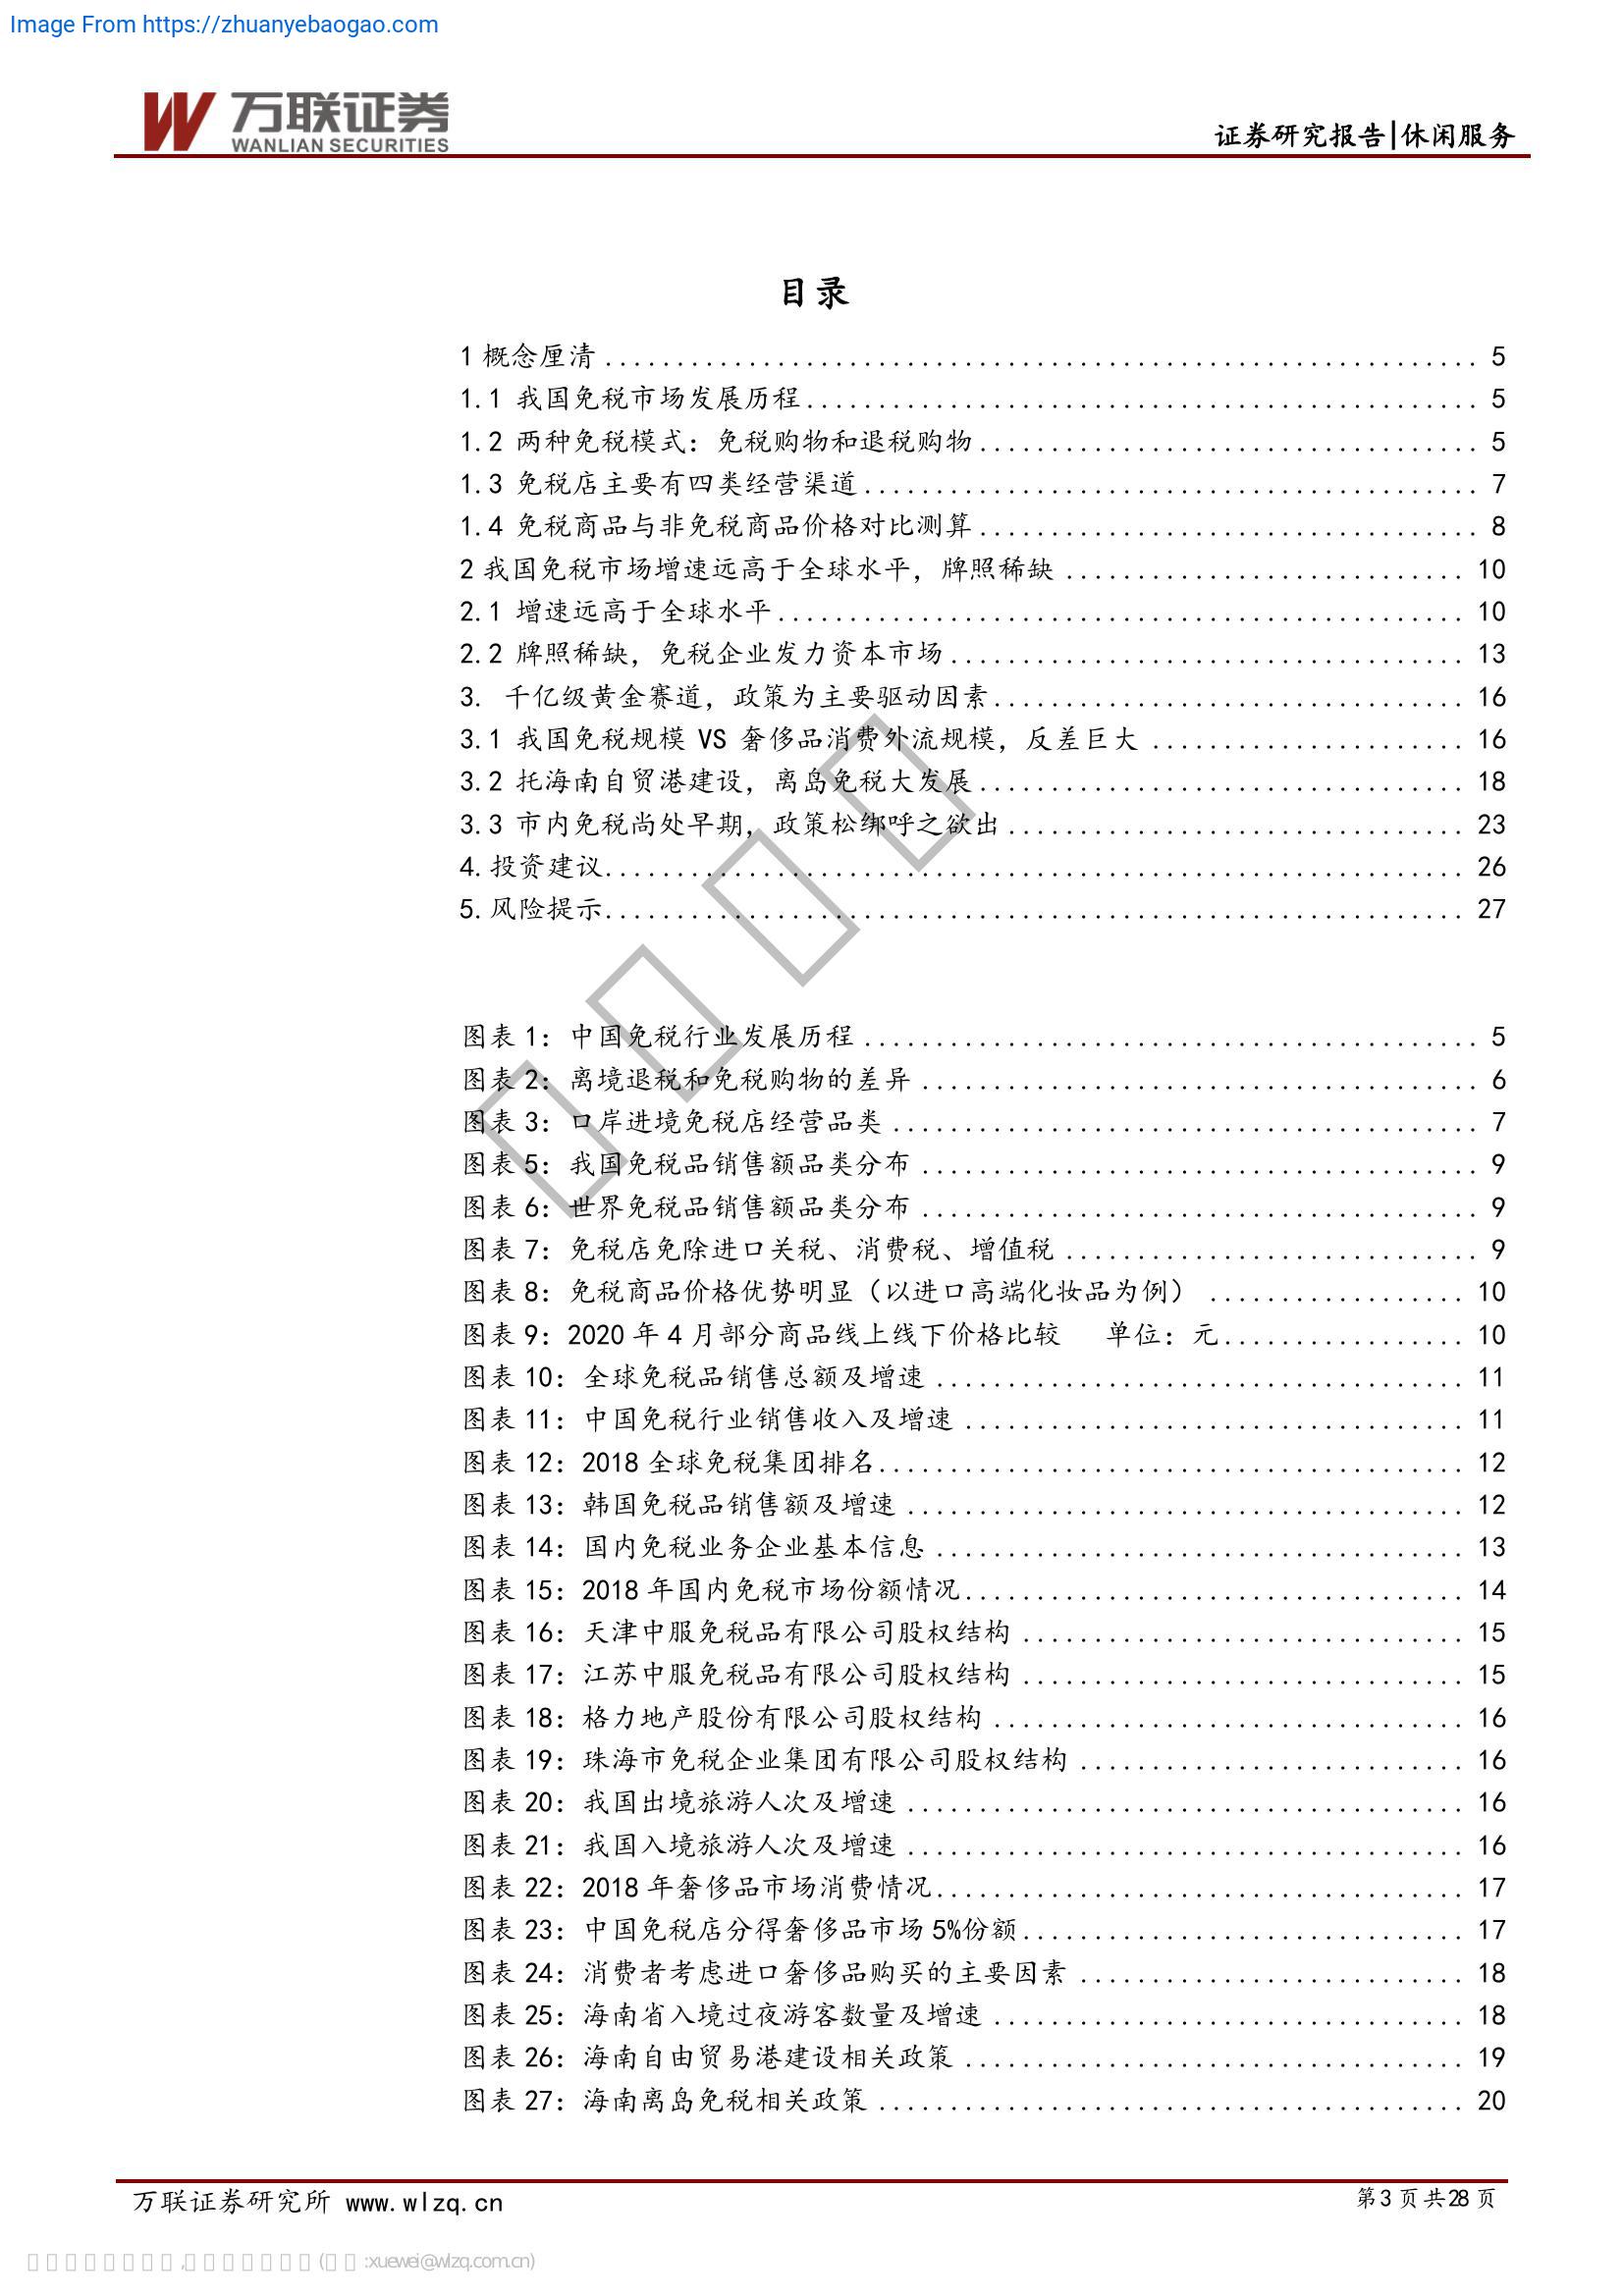 Image From https://zhuanyebaogao.com
万联证券
WANLIAN SECURITIES
证券研究报告|休闲服务
目录
1 概念厘清 5
1.1 我国免税市场发展历程 5
1.2 两种免税模式：免税购物和退税购物 5
1.3 免税店主要有四类经营渠道 7
1.4 免税商品与非免税商品价格对比测算 8
2 我国免税市场增速远高于全球水平，牌照稀缺 10
2.1 增速远高于全球水平 10
2.2 牌照稀缺，免税企业发力资本市场 13
3. 千亿级黄金赛道，政策为主要驱动因素 16
3.1 我国免税规模 VS 奢侈品消费外流规模，反差巨大 16
3.2 托海南自贸港建设，离岛免税大发展 18
3.3 市内免税尚处早期，政策松绑呼之欲出 23
4.投资建议 26
5.风险提示 27
图表 1：中国免税行业发展历程 5
图表 2：离境退税和免税购物的差异 6
图表 3：口岸进境免税店经营品类 7
图表 5：我国免税品销售额品类分布 9
图表 6：世界免税品销售额品类分布 9
图表 7：免税店免除进口关税、消费税、增值税 9
图表 8：免税商品价格优势明显（以进口高端化妆品为例） 10
图表 9：2020 年 4 月部分商品线上线下价格比较 单位：元 10
图表 10：全球免税品销售总额及增速 11
图表 11：中国免税行业销售收入及增速 11
图表 12：2018 全球免税集团排名 12
图表 13：韩国免税品销售额及增速 12
图表 14：国内免税业务企业基本信息 13
图表 15：2018 年国内免税市场份额情况 14
图表 16：天津中服免税品有限公司股权结构 15
图表 17：江苏中服免税品有限公司股权结构 15
图表 18：格力地产股份有限公司股权结构 16
图表 19：珠海市免税企业集团有限公司股权结构 16
图表 20：我国出境旅游人次及增速 16
图表 21：我国入境旅游人次及增速 16
图表 22：2018 年奢侈品市场消费情况 17
图表 23：中国免税店分得奢侈品市场 5%份额 17
图表 24：消费者考虑进口奢侈品购买的主要因素 18
图表 25：海南省入境过夜游客数量及增速 18
图表 26：海南自由贸易港建设相关政策 19
图表 27：海南离岛免税相关政策 20
万联证券研究所 www.wlzq.cn
第 3 页 共 28 页
:xuewei@wlzq.com.cn)